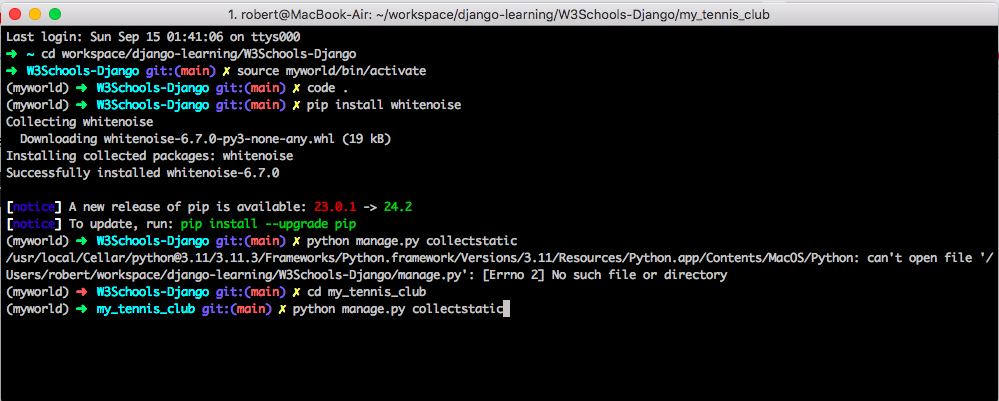 1. robert@MacBook-Air: ~/workspace/django-learning/W3Schools-Django/my_tennis_club
Last login: Sun Sep 15 01:41:06 on ttys000
➜ ~ cd workspace/django-learning/W3Schools-Django
➜ W3Schools-Django git:(main) ✗ source myworld/bin/activate
(myworld) ➜ W3Schools-Django git:(main) ✗ code .
(myworld) ➜ W3Schools-Django git:(main) ✗ pip install whitenoise
Collecting whitenoise
  Downloading whitenoise-6.7.0-py3-none-any.whl (19 kB)
Installing collected packages: whitenoise
Successfully installed whitenoise-6.7.0
[notice] A new release of pip is available: 23.0.1 -> 24.2
[notice] To update, run: pip install --upgrade pip
(myworld) ➜ W3Schools-Django git:(main) ✗ python manage.py collectstatic
/usr/local/Cellar/python@3.11/3.11.3/Frameworks/Python.framework/Versions/3.11/Resources/Python.app/Contents/MacOS/Python: can't open file '/
Users/robert/workspace/django-learning/W3Schools-Django/manage.py': [Errno 2] No such file or directory
(myworld) ➜ W3Schools-Django git:(main) ✗ cd my_tennis_club
(myworld) ➜ my_tennis_club git:(main) ✗ python manage.py collectstatic